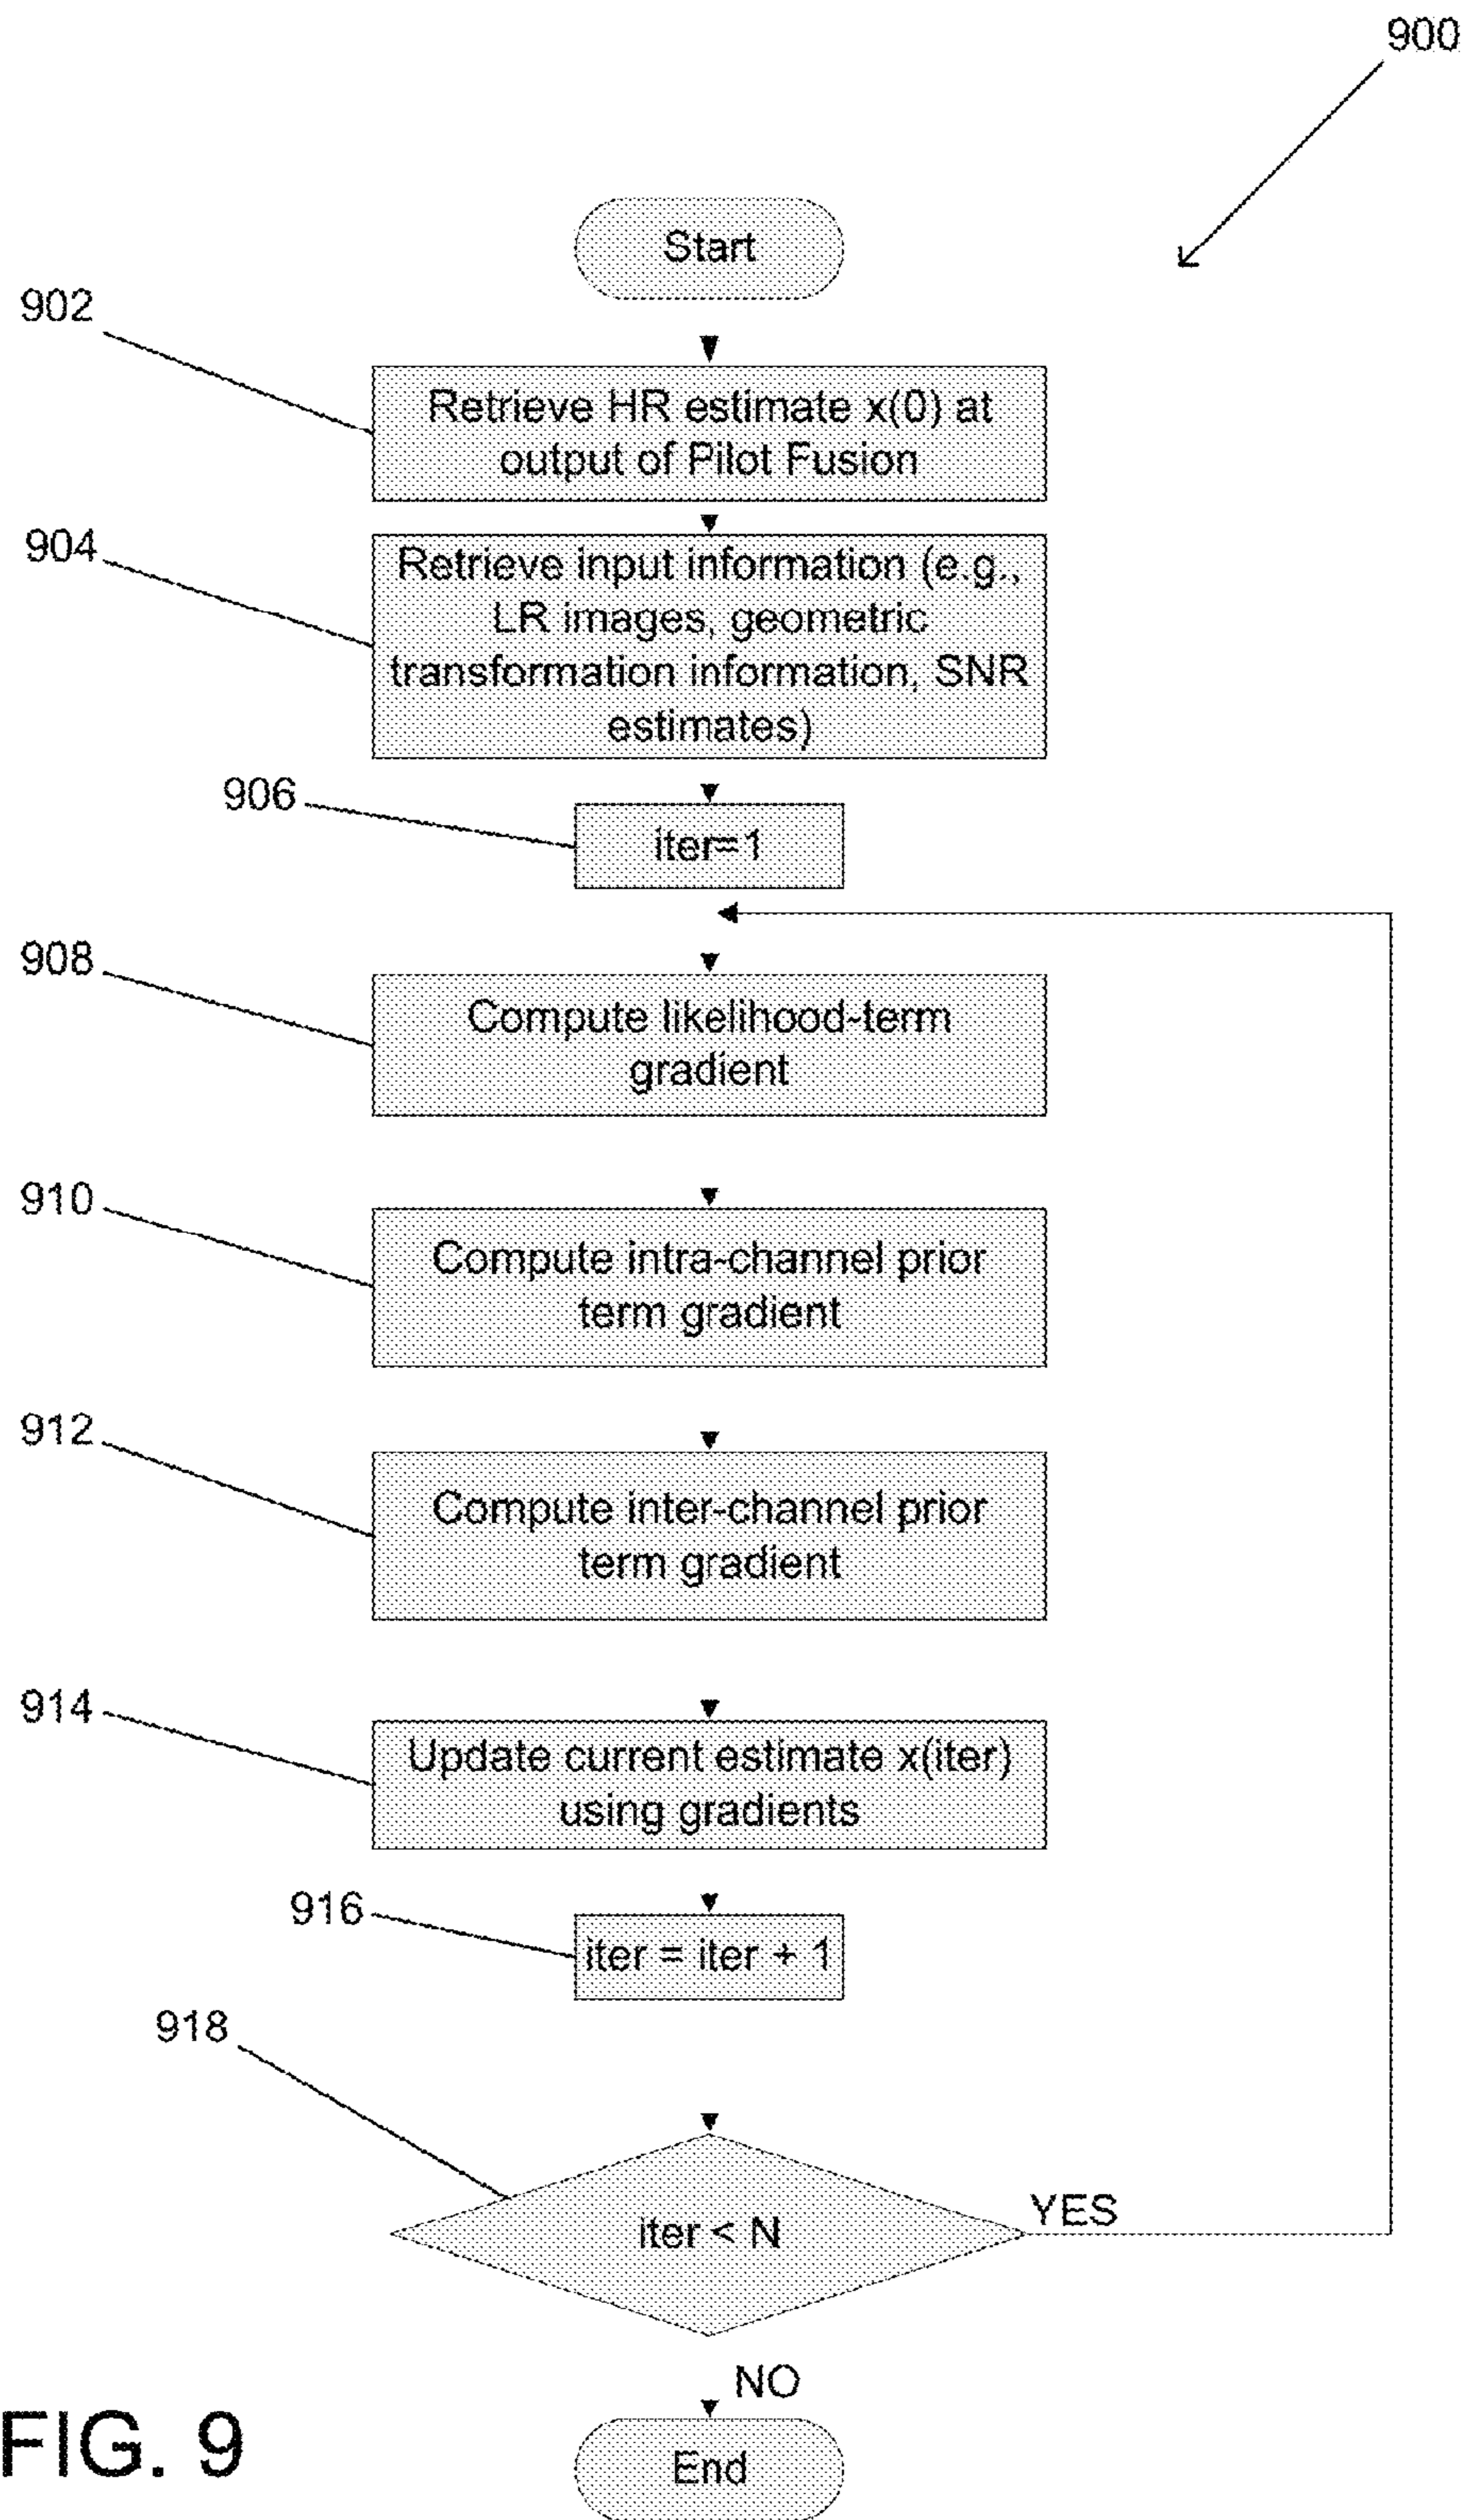 900
Start
902
Retrieve HR estimate x(0) at
output of Pilot Fusion
904
Retrieve input information (e.g.,
LR images, geometric
transformation information, SNR
estimates)
906
iter=1
908
Compute likelihood-term
gradient
910
Compute intra-channel prior
term gradient
912
Compute inter-channel prior
term gradient
914
Update current estimate x(iter)
using gradients
916
iter = iter + 1
918
iter < N
YES
NO
End
FIG. 9